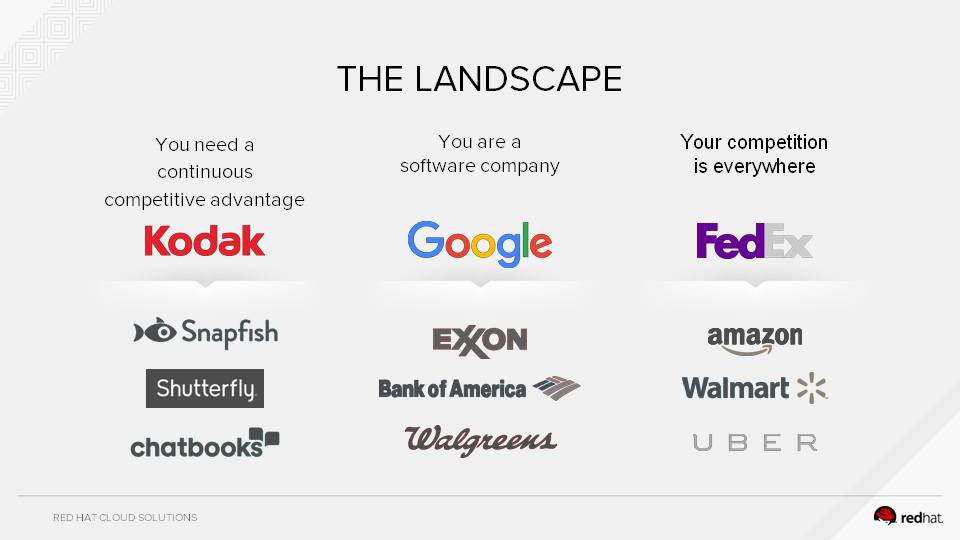 THE LANDSCAPE
You need a
continuous
competitive advantage
Kodak
Snapfish
Shutterfly.
chatbooks
You are a
software company
Google
EXXON
Bank of America
Walgreens
Your competition
is everywhere
FedEx
amazon
Walmart
UBER
RED HAT CLOUD SOLUTIONS
redhat.